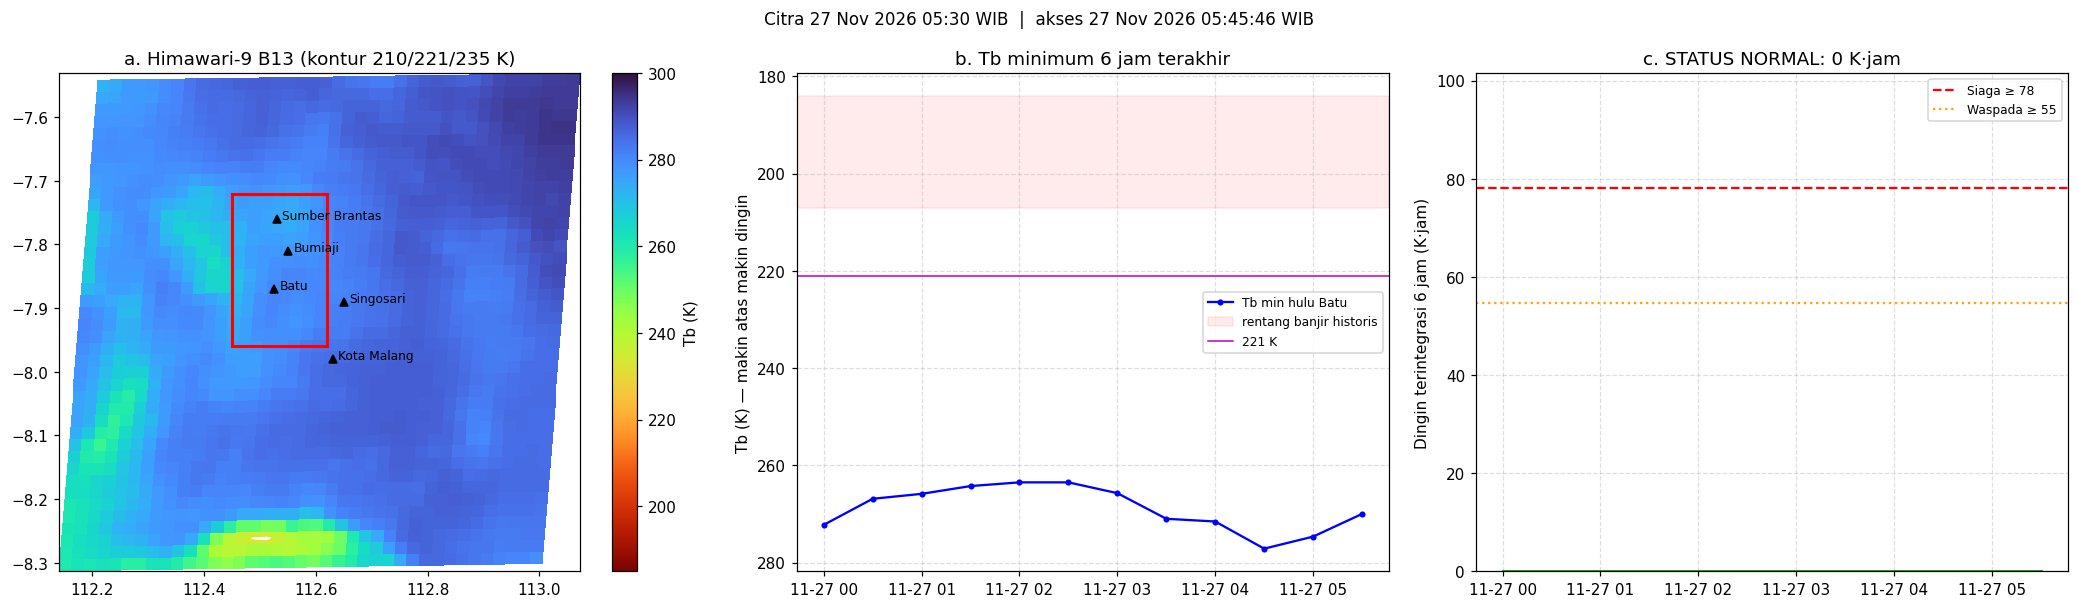 Citra 27 Nov 2026 05:30 WIB | akses 27 Nov 2026 05:45:46 WIB
a. Himawari-9 B13 (kontur 210/221/235 K)
−7.6
−7.7
−7.8
−7.9
−8.0
−8.1
−8.2
−8.3
112.2
112.4
112.6
112.8
113.0
Sumber Brantas
Bumiaji
Batu
Singosari
Kota Malang
300
280
260
240
220
200
Tb (K)
b. Tb minimum 6 jam terakhir
Tb (K) — makin atas makin dingin
180
200
220
240
260
280
11-27 00
11-27 01
11-27 02
11-27 03
11-27 04
11-27 05
Tb min hulu Batu
rentang banjir historis
221 K
c. STATUS NORMAL: 0 K·jam
Dingin terintegrasi 6 jam (K·jam)
100
80
60
40
20
0
11-27 00
11-27 01
11-27 02
11-27 03
11-27 04
11-27 05
Siaga ≥ 78
Waspada ≥ 55